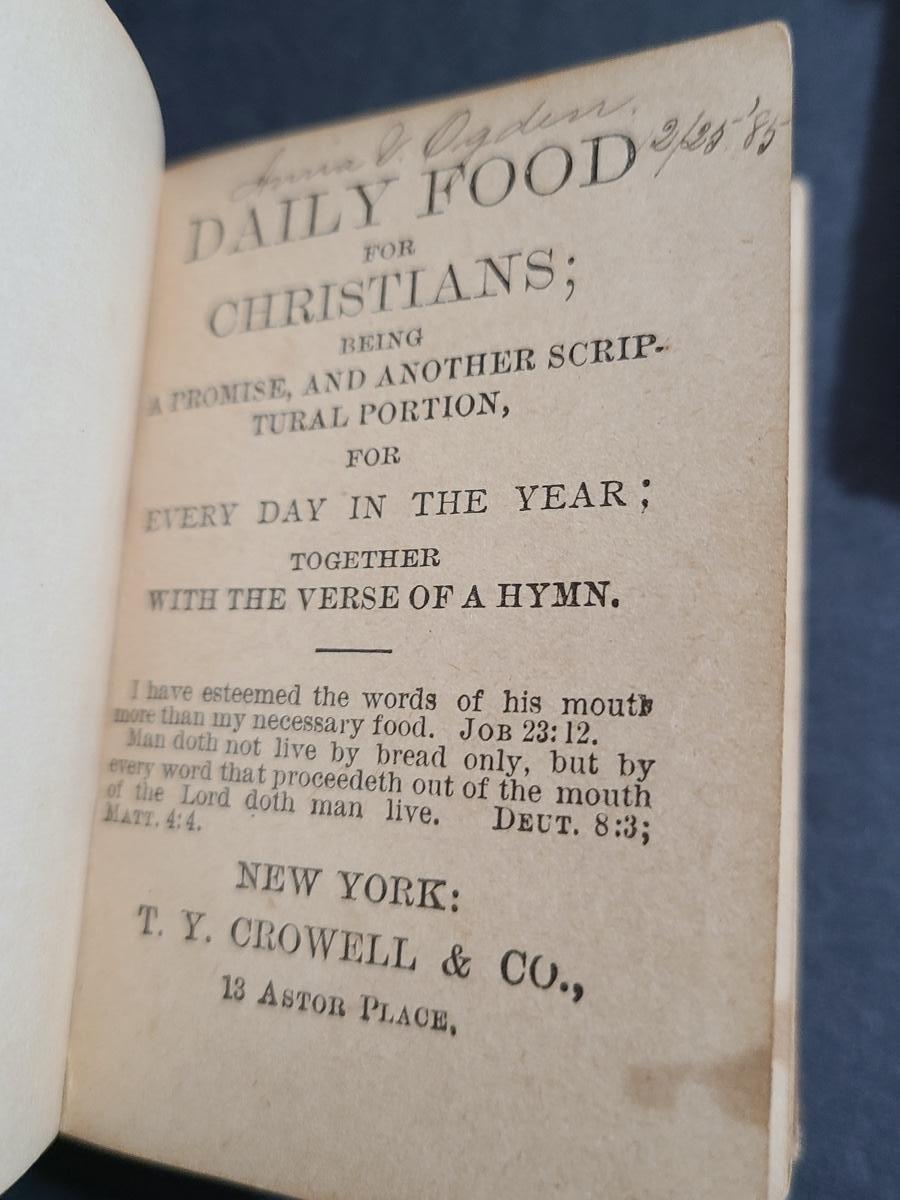 Anna V. Ogden. 2/25 '85
DAILY FOOD
FOR
CHRISTIANS;
BEING
A PROMISE, AND ANOTHER SCRIP-
TURAL PORTION,
FOR
EVERY DAY IN THE YEAR;
TOGETHER
WITH THE VERSE OF A HYMN.
I have esteemed the words of his mouth
more than my necessary food. JOB 23:12.
Man doth not live by bread only, but by
every word that proceedeth out of the mouth
of the Lord doth man live. DEUT. 8:3;
MATT. 4:4.
NEW YORK:
T. Y. CROWELL & CO.,
13 ASTOR PLACE.